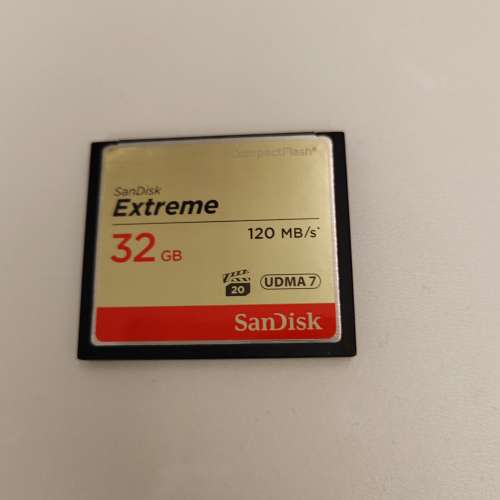 CompactFlash®
SanDisk
Extreme
32 GB
120 MB/s*
20
UDMA 7
SanDisk